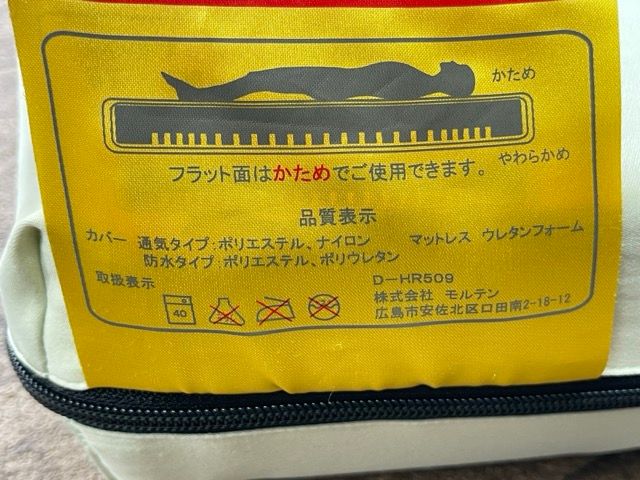 かため
やわらかめ
フラット面はかためでご使用できます。
品質表示
カバー 通気タイプ:ポリエステル、ナイロン
防水タイプ:ポリエステル、ポリウレタン
マットレス ウレタンフォーム
取扱表示
40
D-HR509
株式会社 モルテン
広島市安佐北区口田南2-18-12